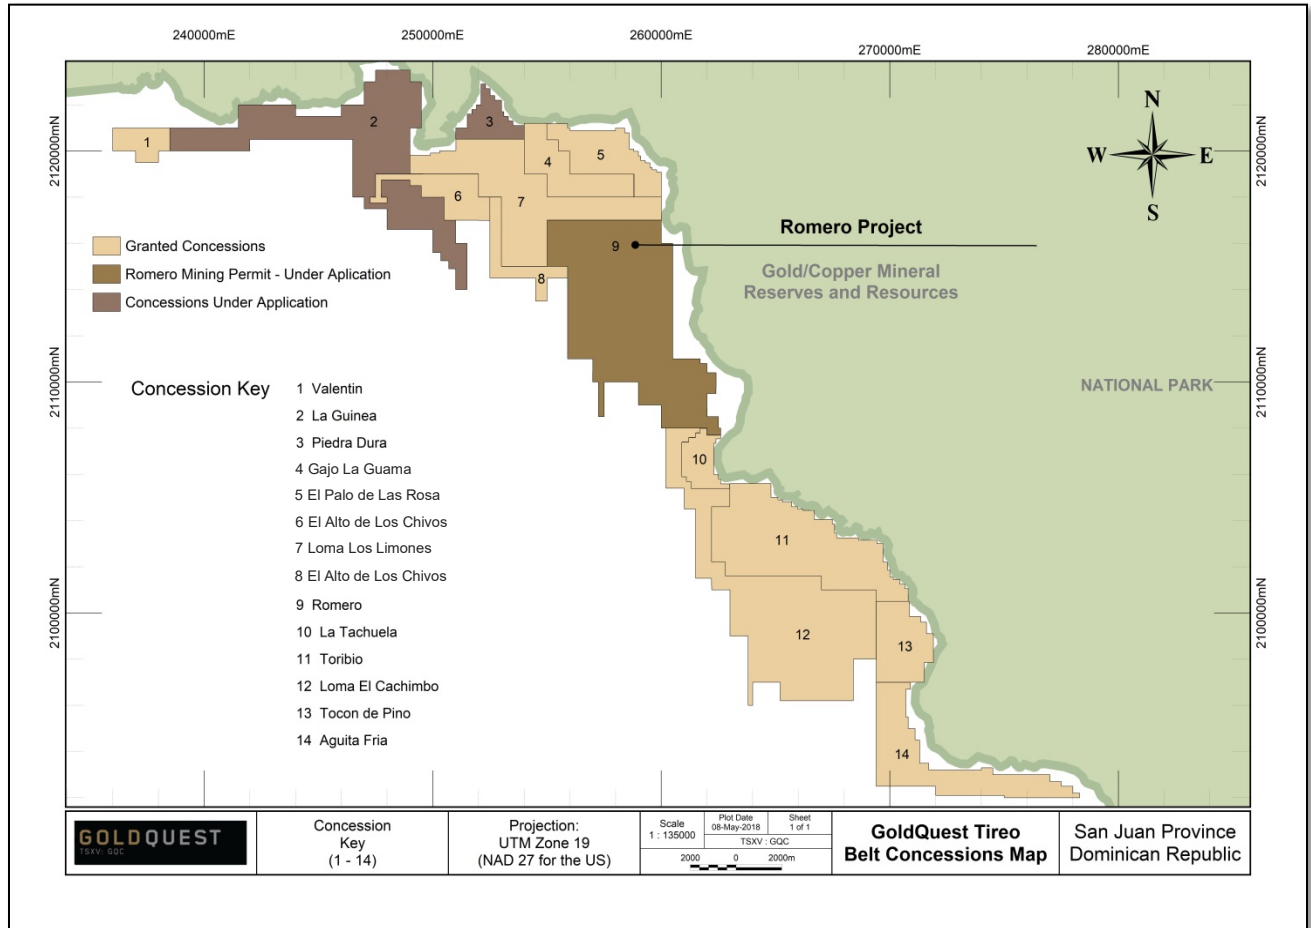 240000mE
250000mE
260000mE
270000mE
280000mE
N
W E
S
2120000mN
2120000mN
1
2
3
4
5
6
7
8
9
Romero Project
Gold/Copper Mineral
Reserves and Resources
Granted Concessions
Romero Mining Permit - Under Aplication
Concessions Under Application
2110000mN
2110000mN
NATIONAL PARK
Concession Key
1 Valentin
2 La Guinea
3 Piedra Dura
4 Gajo La Guama
5 El Palo de Las Rosa
6 El Alto de Los Chivos
7 Loma Los Limones
8 El Alto de Los Chivos
9 Romero
10 La Tachuela
11 Toribio
12 Loma El Cachimbo
13 Tocon de Pino
14 Aguita Fria
10
11
12
13
14
2100000mN
2100000mN
GOLDQUEST
TSXV: GQC
Concession
Key
(1 - 14)
Projection:
UTM Zone 19
(NAD 27 for the US)
Scale
1 : 135000
Plot Date
08-May-2018
Sheet
1 of 1
TSXV : GQC
2000 0 2000m
GoldQuest Tireo
Belt Concessions Map
San Juan Province
Dominican Republic